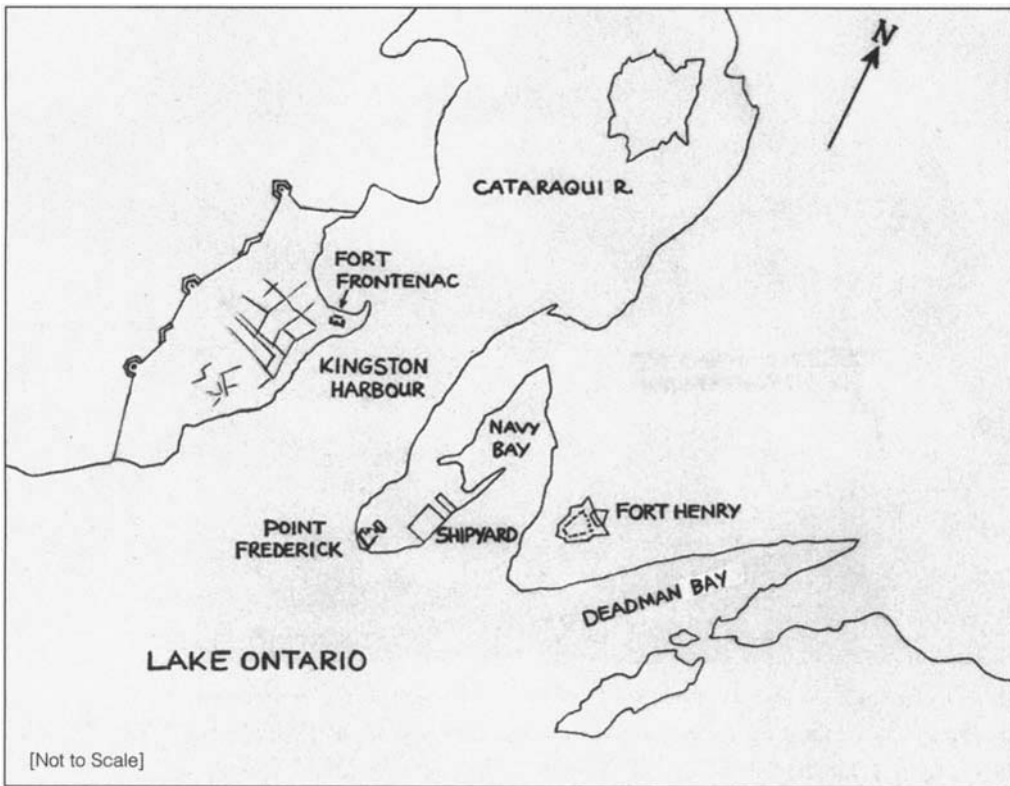 N
CATARAQUI R.
FORT
FRONTENAC
KINGSTON
HARBOUR
NAVY
BAY
POINT
FREDERICK
SHIPYARD
FORT HENRY
DEADMAN BAY
LAKE ONTARIO
[Not to Scale]